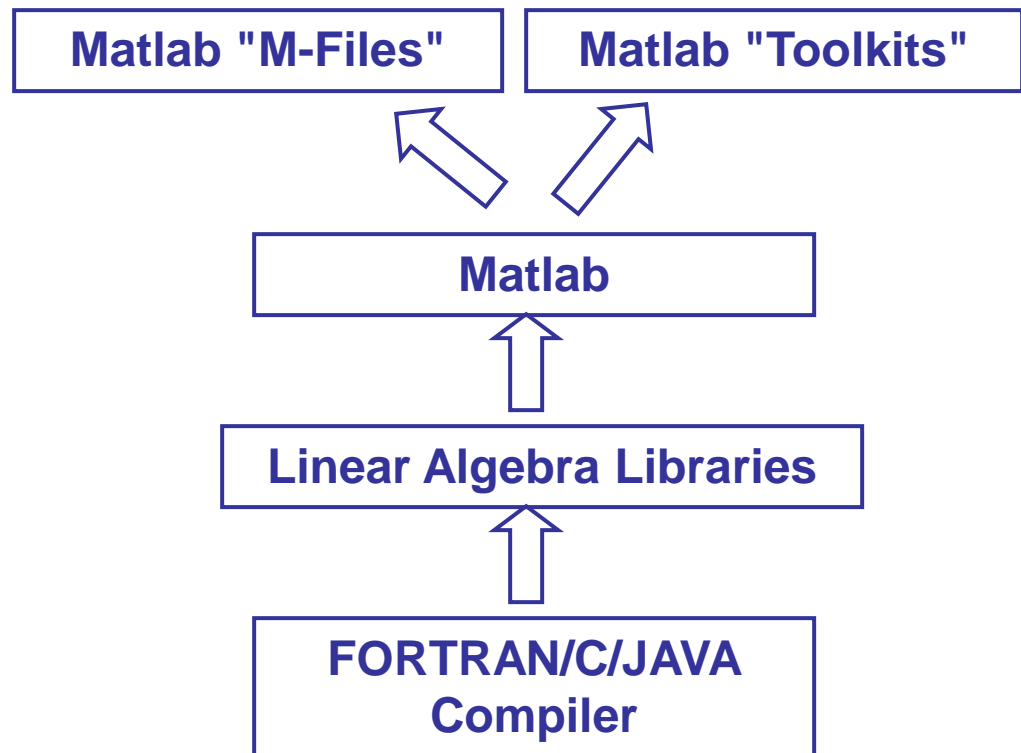 Matlab "M-Files"
Matlab "Toolkits"
Matlab
Linear Algebra Libraries
FORTRAN/C/JAVA
Compiler